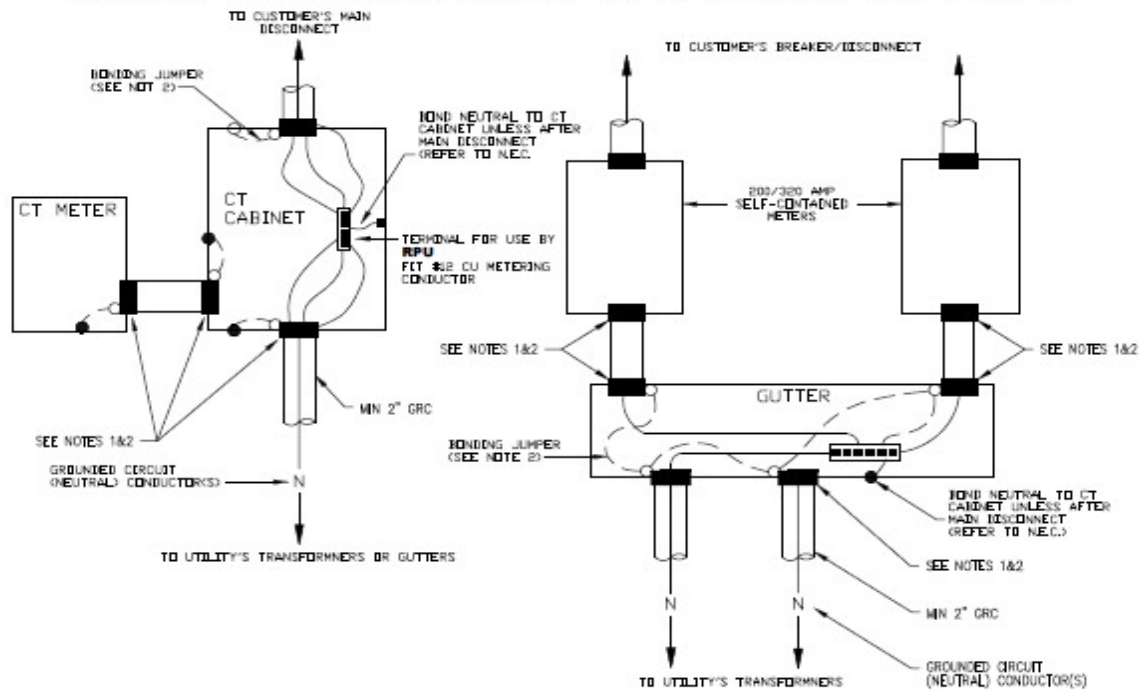 TO CUSTOMER'S MAIN
DISCONNECT
BONDING JUMPER
(SEE NOT 2)
BOND NEUTRAL TO CT
CABINET UNLESS AFTER
MAIN DISCONNECT
(REFER TO N.E.C.
CT METER
CT
CABINET
TERMINAL FOR USE BY
RPU
FIT #12 CU METERING
CONDUCTOR
MIN 2" GRC
SEE NOTES 1&2
GROUNDED CIRCUIT
(NEUTRAL) CONDUCTOR(S)
N
TO UTILITY'S TRANSFORMNERS OR GUTTERS
TO CUSTOMER'S BREAKER/DISCONNECT
200/320 AMP
SELF-CONTAINED
METERS
SEE NOTES 1&2
SEE NOTES 1&2
GUTTER
BONDING JUMPER
(SEE NOTE 2)
BOND NEUTRAL TO CT
CABINET UNLESS AFTER
MAIN DISCONNECT
(REFER TO N.E.C.)
SEE NOTES 1&2
N
N
MIN 2" GRC
GROUNDED CIRCUIT
(NEUTRAL) CONDUCTOR(S)
TO UTILITY'S TRANSFORMNERS